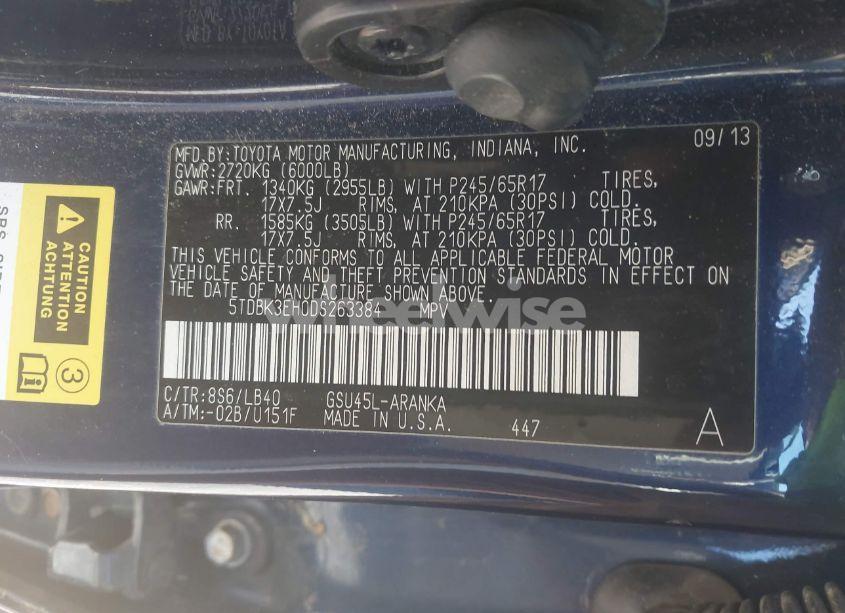 MFD.BY:TOYOTA MOTOR MANUFACTURING, INDIANA, INC. 09/13
GVWR:2720KG (6000LB)
GAWR:FRT. 1340KG (2955LB) WITH P245/65R17 TIRES,
17X7.5J RIMS, AT 210KPA (30PSI) COLD.
RR. 1585KG (3505LB) WITH P245/65R17 TIRES,
17X7.5J RIMS, AT 210KPA (30PSI) COLD.
THIS VEHICLE CONFORMS TO ALL APPLICABLE FEDERAL MOTOR
VEHICLE SAFETY AND THEFT PREVENTION STANDARDS IN EFFECT ON
THE DATE OF MANUFACTURE SHOWN ABOVE.
5TDBK3EH0DS263384 MPV
wheelwise
C/TR:8S6/LB40 GSU45L-ARANKA
A/TM:-02B/U151F MADE IN U.S.A. 447 A
CAUTION
ATTENTION
3